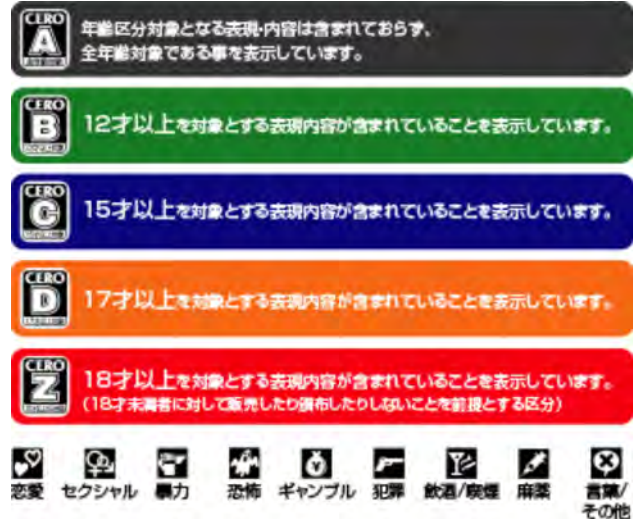 CERO
A
年齢区分対象となる表現・内容は含まれておらず、
全年齢対象である事を表示しています。
CERO
B
12才以上を対象とする表現内容が含まれていることを表示しています。
CERO
C
15才以上を対象とする表現内容が含まれていることを表示しています。
CERO
D
17才以上を対象とする表現内容が含まれていることを表示しています。
CERO
Z
18才以上を対象とする表現内容が含まれていることを表示しています。
(18才未満者に対して販売したり頒布したりしないことを前提とする区分)
恋愛 セクシャル 暴力 恐怖 ギャンブル 犯罪 飲酒/喫煙 麻薬 言葉/
その他